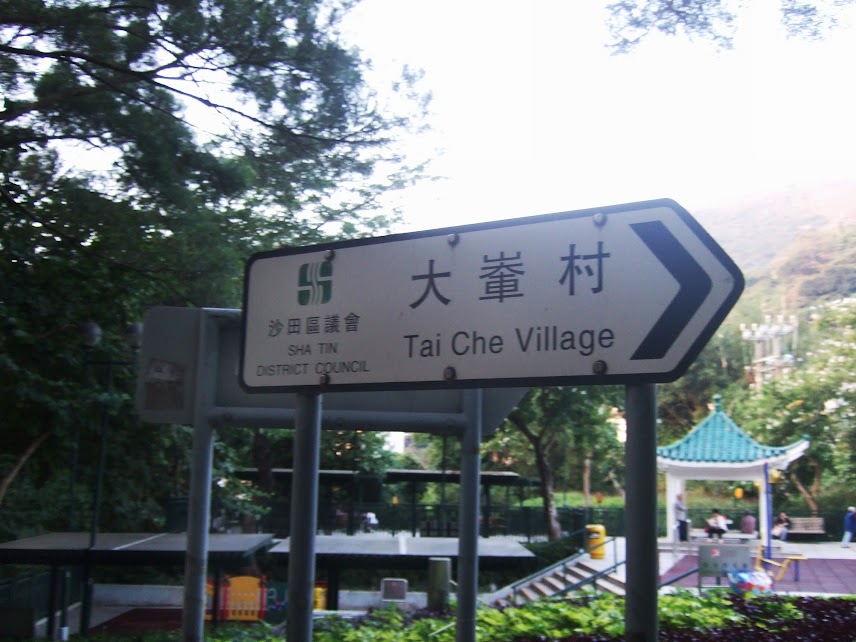 沙田區議會
SHA TIN
DISTRICT COUNCIL
大輋村
Tai Che Village